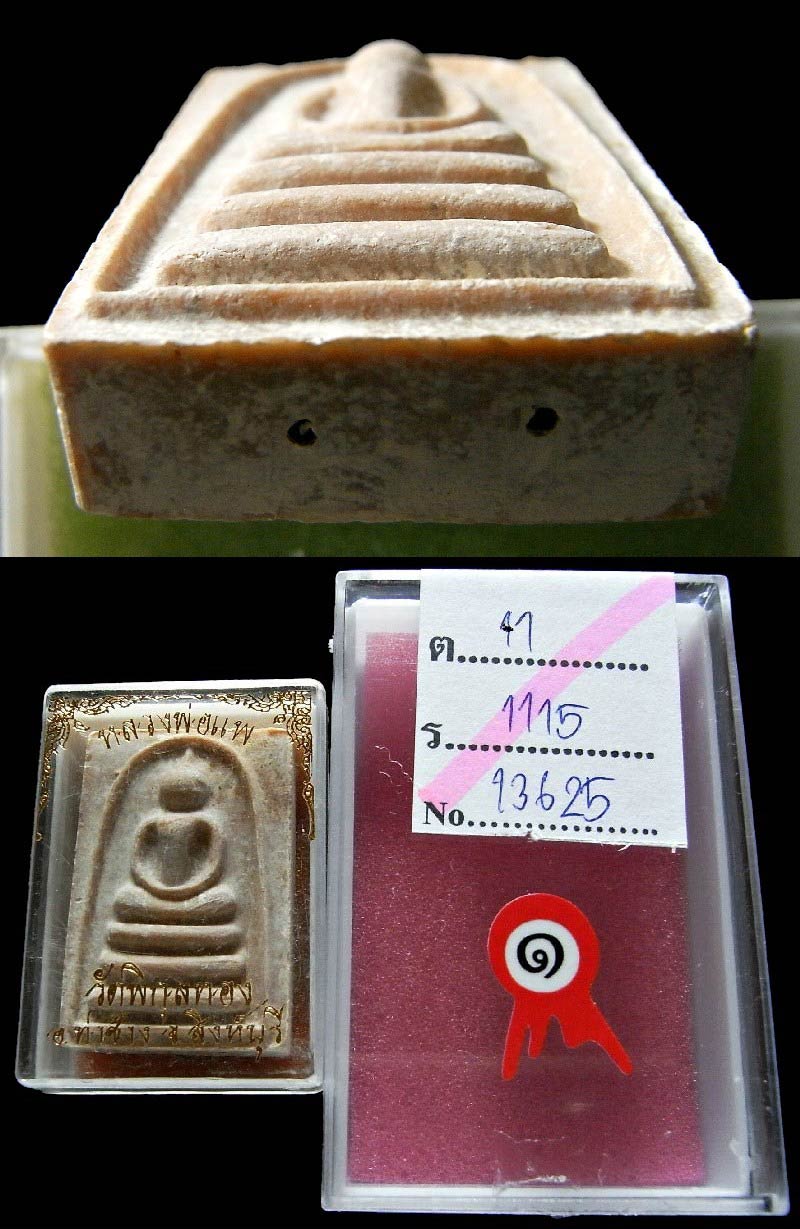 หลวงพ่อแพ
วัดพิกุลทอง
อ.ท่าช้าง จ.สิงห์บุรี
ต.....11.....
ร.....1115.....
No.....13625.....
๑